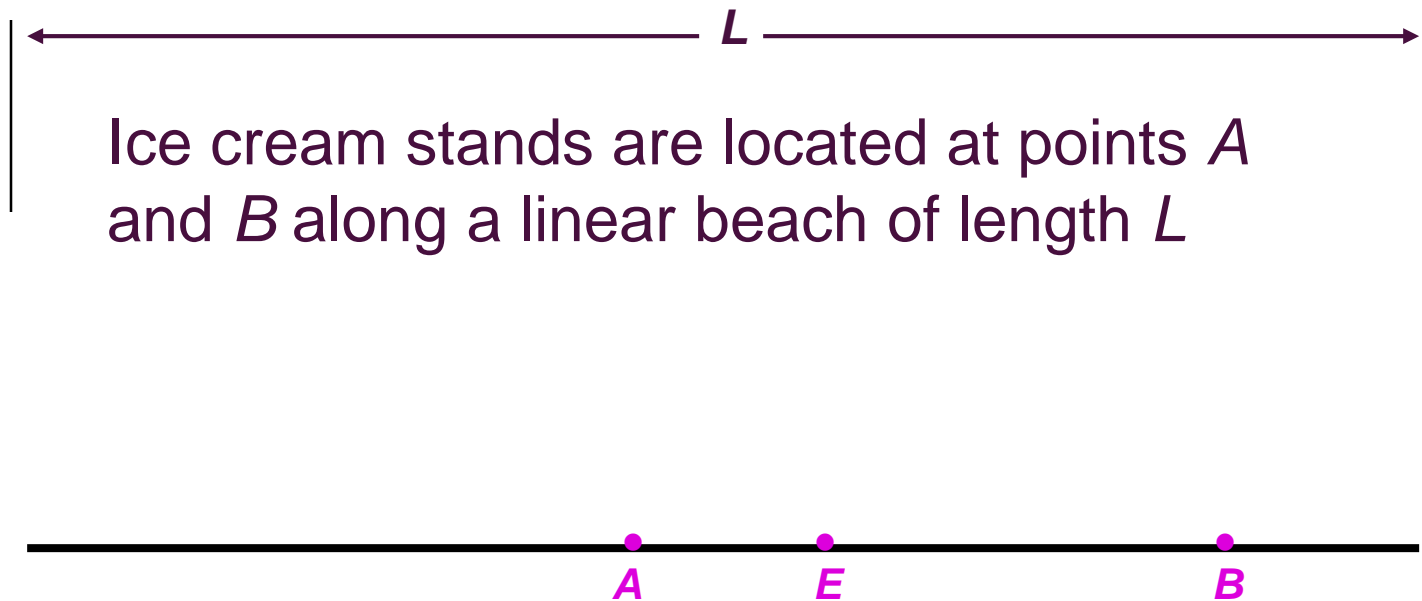 L
Ice cream stands are located at points A
and B along a linear beach of length L
A E B